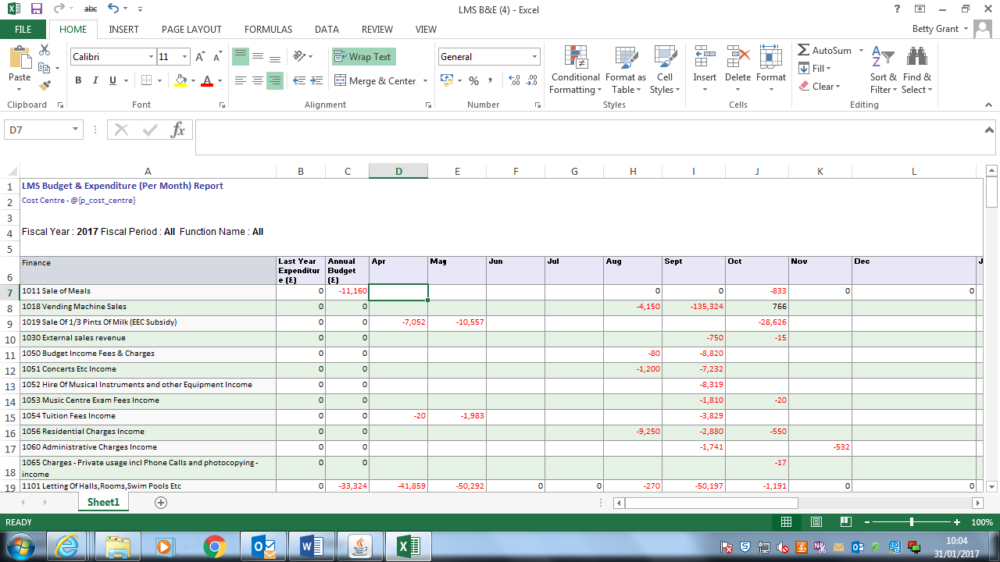 abc LMS B&E (4) - Excel ?
FILE HOME INSERT PAGE LAYOUT FORMULAS DATA REVIEW VIEW Betty Grant
Calibri 11 Wrap Text General AutoSum
Paste B I U Merge & Center % , Conditional Formatting Format as Table Cell Styles Insert Delete Format Fill Clear Sort & Filter Find & Select
Clipboard Font Alignment Number Styles Cells Editing
D7 fx
A B C D E F G H I J K L
1 LMS Budget & Expenditure (Per Month) Report
2 Cost Centre - @{p_cost_centre}
3
4 Fiscal Year : 2017 Fiscal Period : All Function Name : All
5
6 Finance Last Year Expenditure (£) Annual Budget (£) Apr May Jun Jul Aug Sept Oct Nov Dec J
7 1011 Sale of Meals 0 -11,160 0 0 -833 0 0
8 1018 Vending Machine Sales 0 0 -4,150 -135,324 766
9 1019 Sale Of 1/3 Pints Of Milk (EEC Subsidy) 0 0 -7,052 -10,557 -28,626
10 1030 External sales revenue 0 0 -750 -15
11 1050 Budget Income Fees & Charges 0 0 -80 -8,820
12 1051 Concerts Etc Income 0 0 -1,200 -7,232
13 1052 Hire Of Musical Instruments and other Equipment Income 0 0 -8,319
14 1053 Music Centre Exam Fees Income 0 0 -1,810 -20
15 1054 Tuition Fees Income 0 0 -20 -1,983 -3,829
16 1056 Residential Charges Income 0 0 -9,250 -2,880 -550
17 1060 Administrative Charges Income 0 0 -1,741 -532
18 1065 Charges - Private usage incl Phone Calls and photocopying - income 0 0 -17
19 1101 Letting Of Halls,Rooms,Swim Pools Etc 0 -33,324 -41,859 -50,292 0 0 -270 -50,197 -1,191 0 0
Sheet1
READY 100%
10:04
31/01/2017